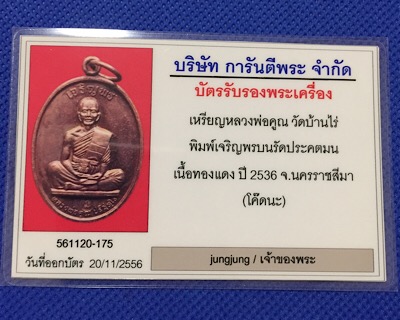 บริษัท การันตีพระ จำกัด
บัตรรับรองพระเครื่อง
เหรียญหลวงพ่อคูณ วัดบ้านไร่
พิมพ์เจริญพรบนรัดประคตมน
เนื้อทองแดง ปี 2536 จ.นครราชสีมา
(โค๊ดนะ)
เจริญพร
561120-175
วันที่ออกบัตร 20/11/2556
jungjung / เจ้าของพระ